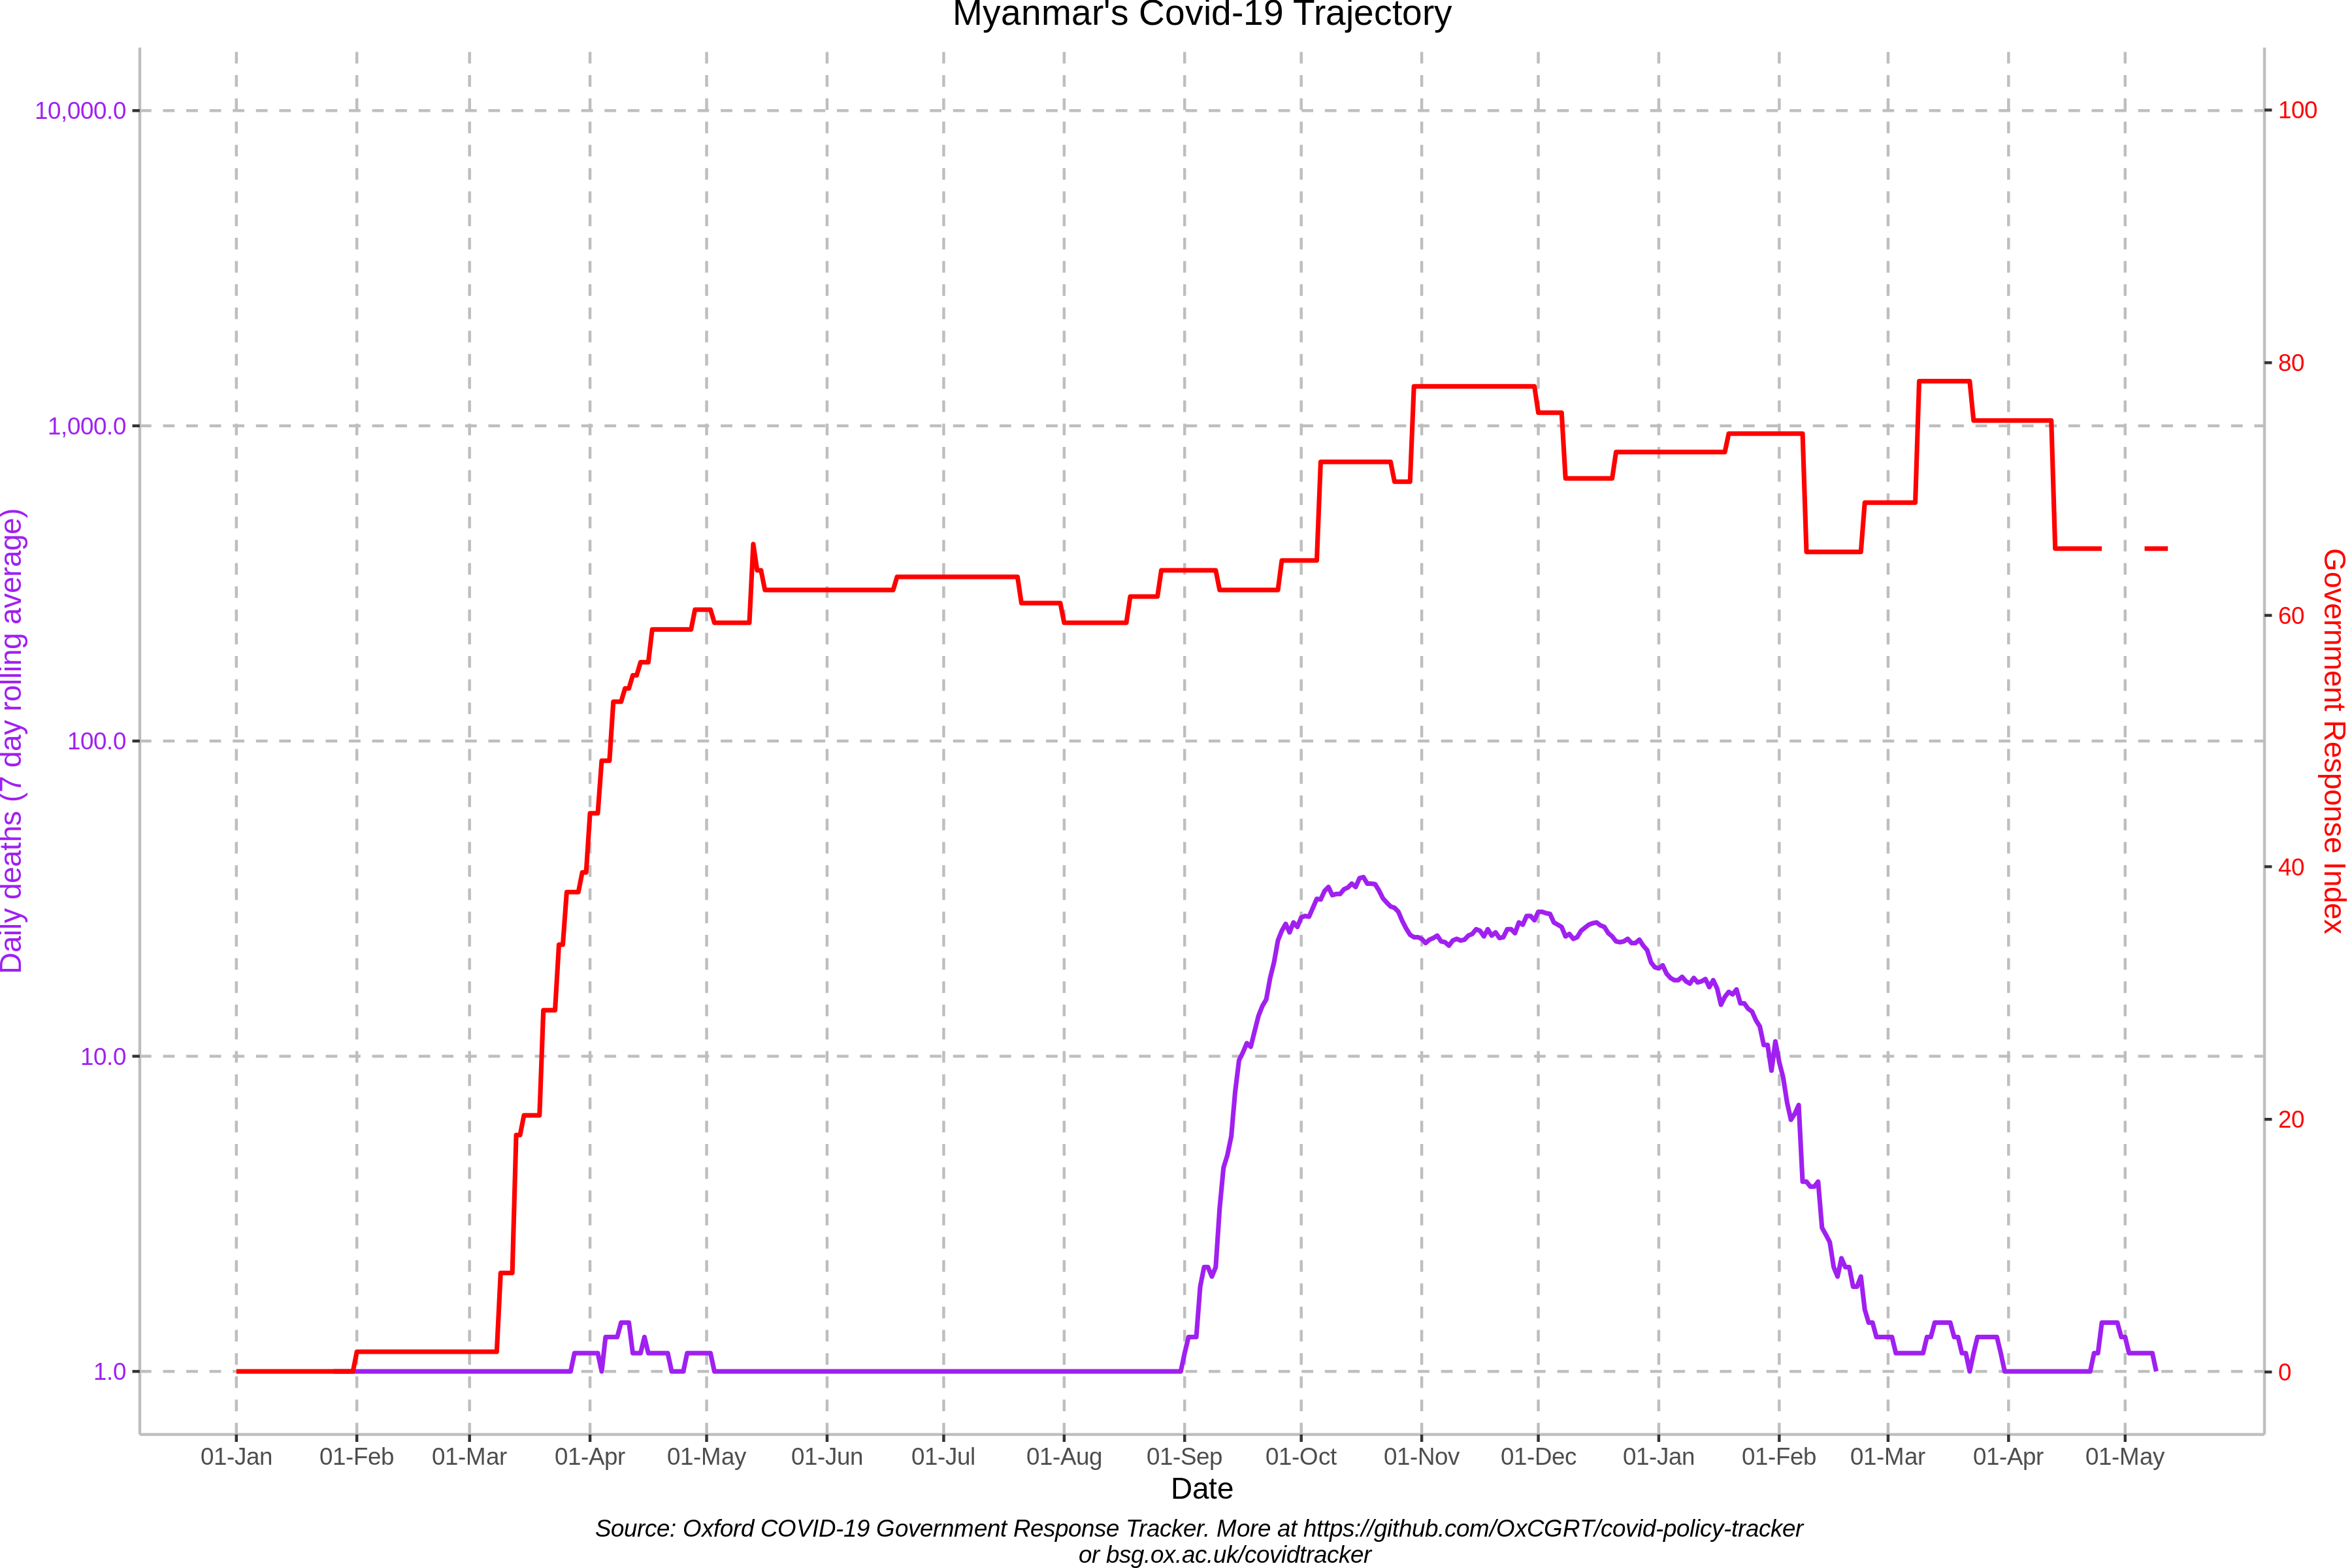 Myanmar's Covid-19 Trajectory
Daily deaths (7 day rolling average)
10,000.0
1,000.0
100.0
10.0
1.0
100
80
60
40
20
0
Government Response Index
01-Jan 01-Feb 01-Mar 01-Apr 01-May 01-Jun 01-Jul 01-Aug 01-Sep 01-Oct 01-Nov 01-Dec 01-Jan 01-Feb 01-Mar 01-Apr 01-May
Date
Source: Oxford COVID-19 Government Response Tracker. More at https://github.com/OxCGRT/covid-policy-tracker
or bsg.ox.ac.uk/covidtracker